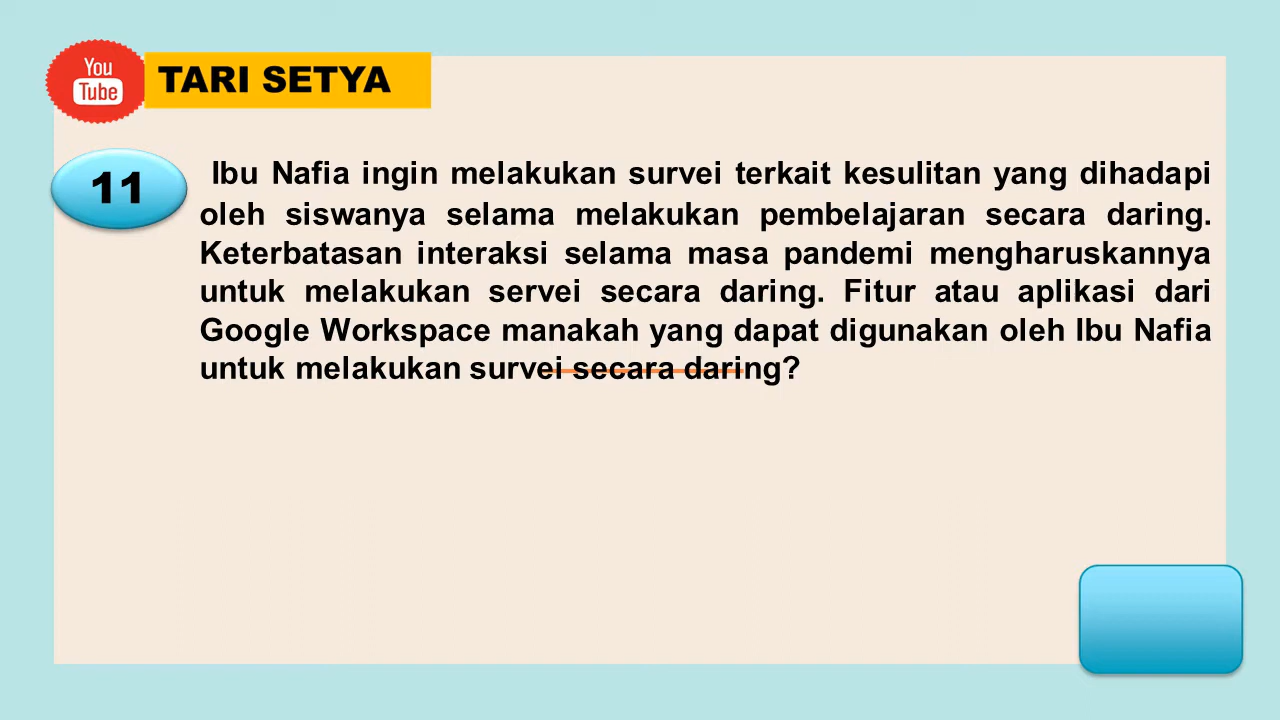 You
Tube
TARI SETYA
11
Ibu Nafia ingin melakukan survei terkait kesulitan yang dihadapi
oleh siswanya selama melakukan pembelajaran secara daring.
Keterbatasan interaksi selama masa pandemi mengharuskannya
untuk melakukan servei secara daring. Fitur atau aplikasi dari
Google Workspace manakah yang dapat digunakan oleh Ibu Nafia
untuk melakukan survei secara daring?